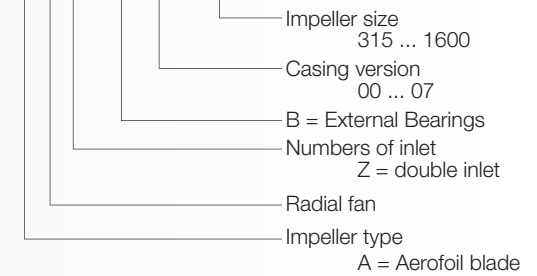 Impeller size
315 ... 1600
Casing version
00 ... 07
B = External Bearings
Numbers of inlet
Z = double inlet
Radial fan
Impeller type
A = Aerofoil blade